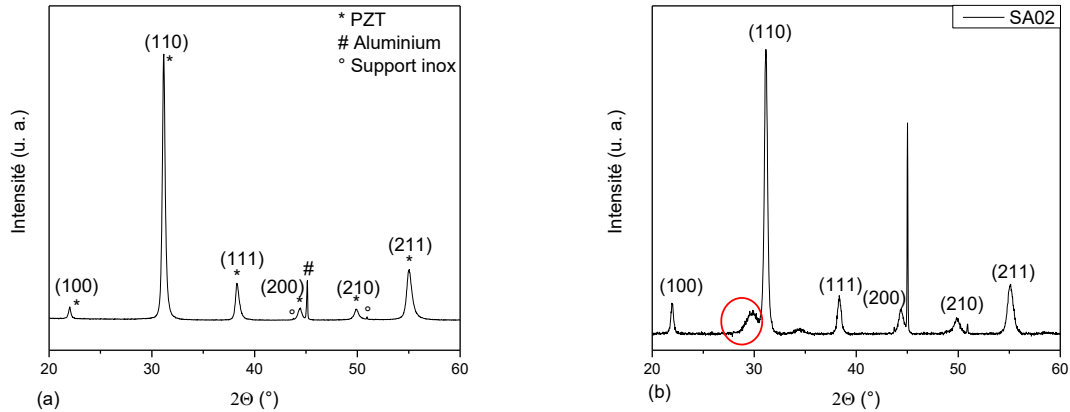 * PZT
# Aluminium
° Support inox
(110)
*
(100)
*
(111)
*
(200)
° *
#
(210)
* °
(211)
*
Intensité (u. a.)
20 30 40 50 60
(a)
2Θ (°)
SA02
(110)
(100)
(111)
(200)
(210)
(211)
Intensité (u. a.)
20 30 40 50 60
(b)
2Θ (°)